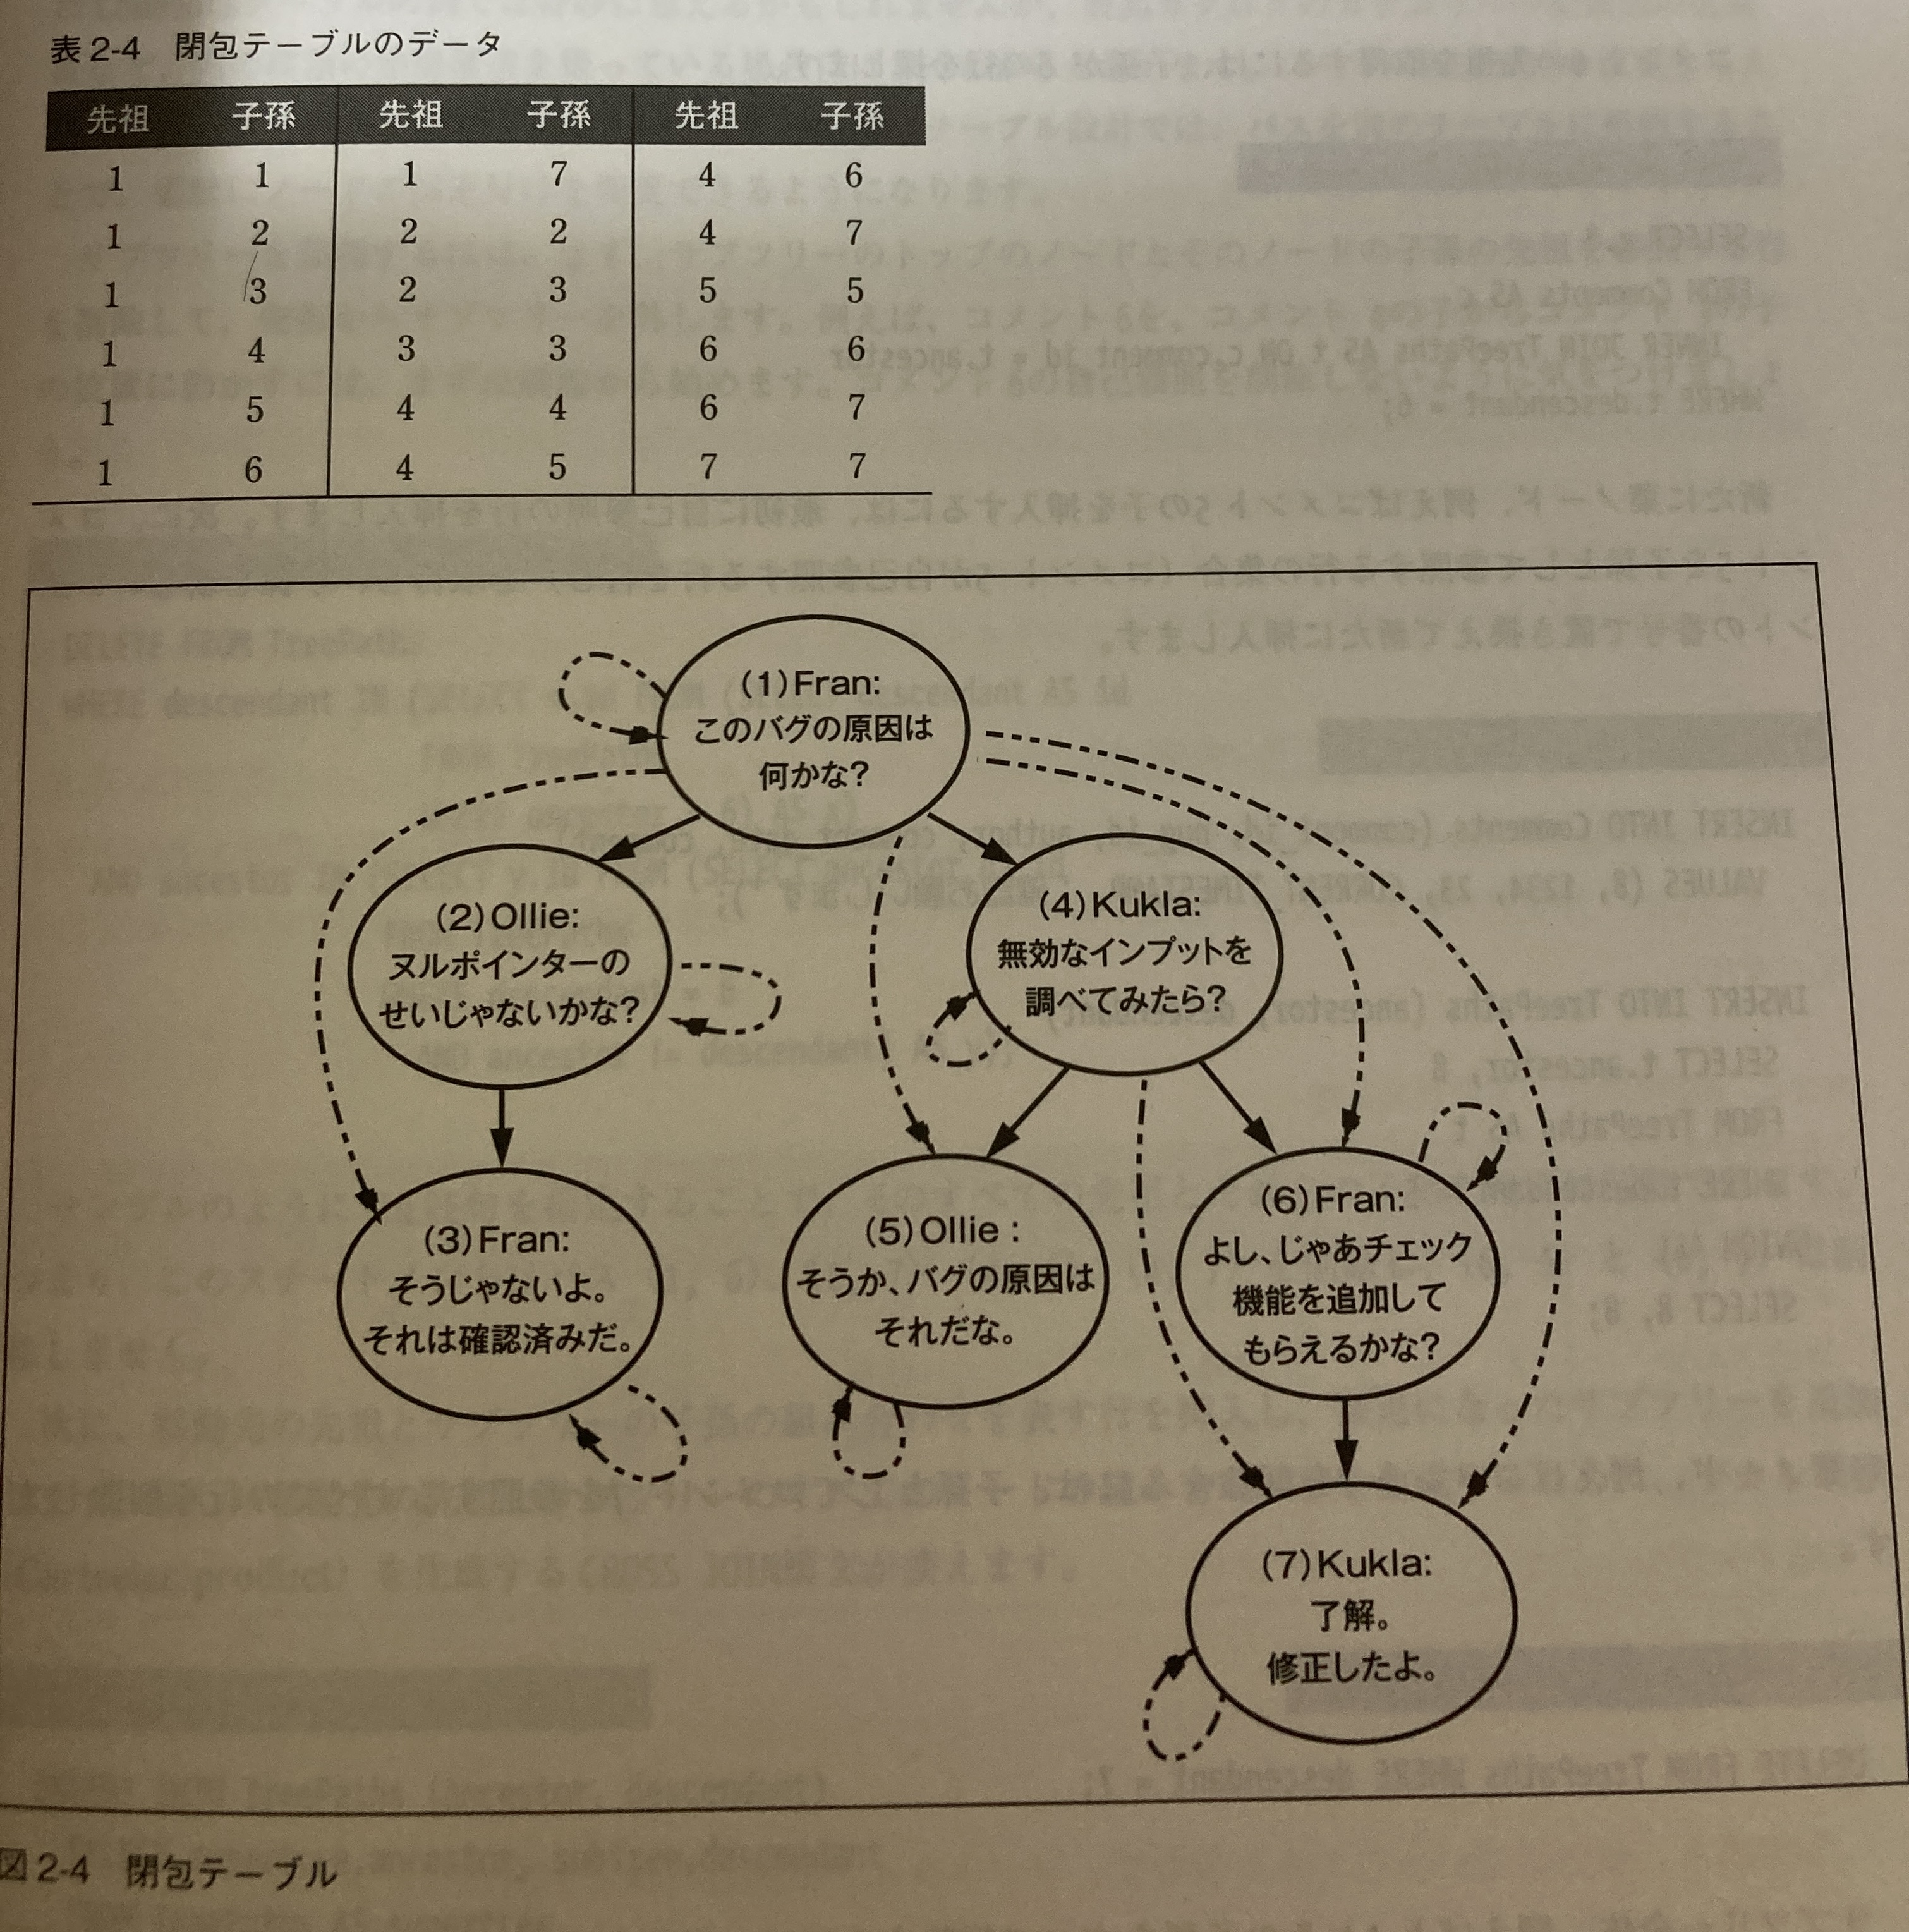 表2-4 閉包テーブルのデータ
先祖 子孫 先祖 子孫 先祖 子孫
1 1 1 7 4 6
1 2 2 2 4 7
1 3 2 3 5 5
1 4 3 3 6 6
1 5 4 4 6 7
1 6 4 5 7 7
(1)Fran:
このバグの原因は
何かな?
(2)Ollie:
ヌルポインターの
せいじゃないかな?
(4)Kukla:
無効なインプットを
調べてみたら?
(3)Fran:
そうじゃないよ。
それは確認済みだ。
(5)Ollie :
そうか、バグの原因は
それだな。
(6)Fran:
よし、じゃあチェック
機能を追加して
もらえるかな?
(7)Kukla:
了解。
修正したよ。
図2-4 閉包テーブル